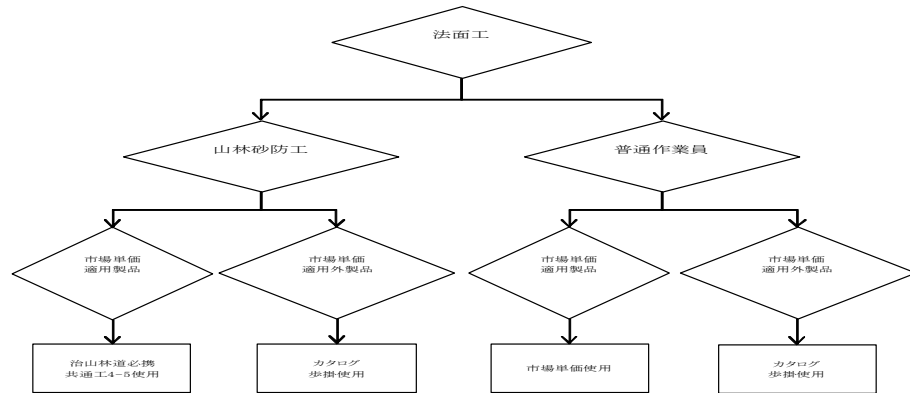 法面工
山林砂防工
普通作業員
市場単価
適用製品
市場単価
適用外製品
市場単価
適用製品
市場単価
適用外製品
治山林道必携
共通工4-5使用
カタログ
歩掛使用
市場単価使用
カタログ
歩掛使用